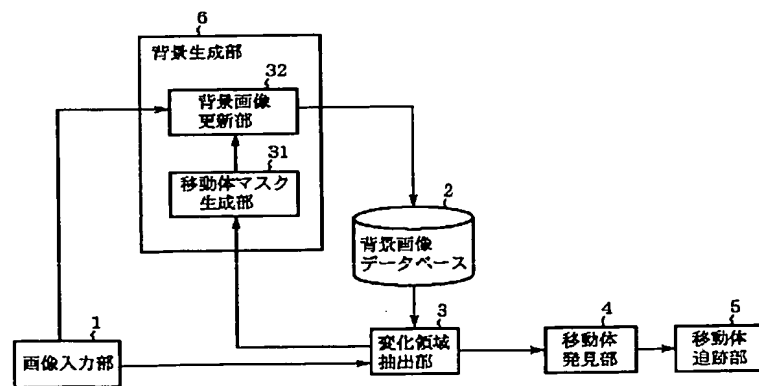 6
背景生成部
32
背景画像
更新部
31
移動体マスク
生成部
2
背景画像
データベース
1
画像入力部
3
変化領域
抽出部
4
移動体
発見部
5
移動体
追跡部